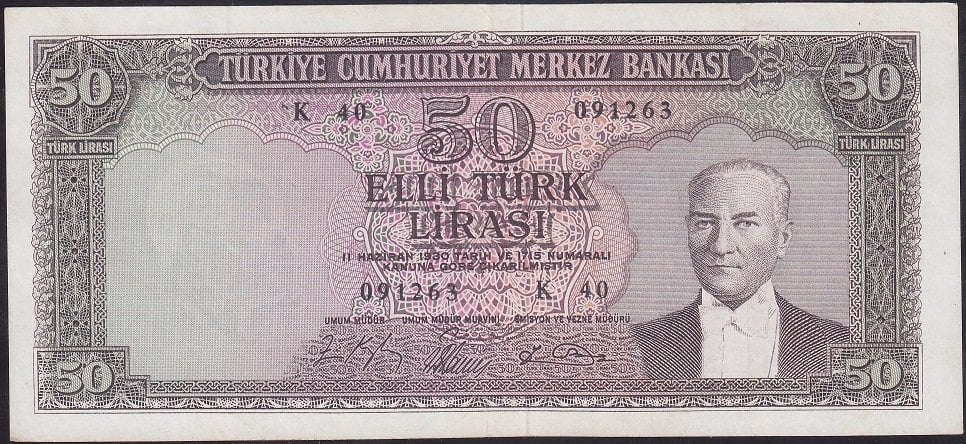 TÜRKİYE CUMHURİYET MERKEZ BANKASI
50 50
K 40 50 091263
TÜRK LİRASI TÜRK LİRASI
ELLİ TÜRK
LİRASI
11 HAZİRAN 1930 TARİH VE 1715 NUMARALI
KANUNA GÖRE ÇIKARILMIŞTIR
091263 K 40
UMUM MÜDÜR UMUM MÜDÜR MUAVİNİ EMİSYON VE VEZNE MÜDÜRÜ
50 50